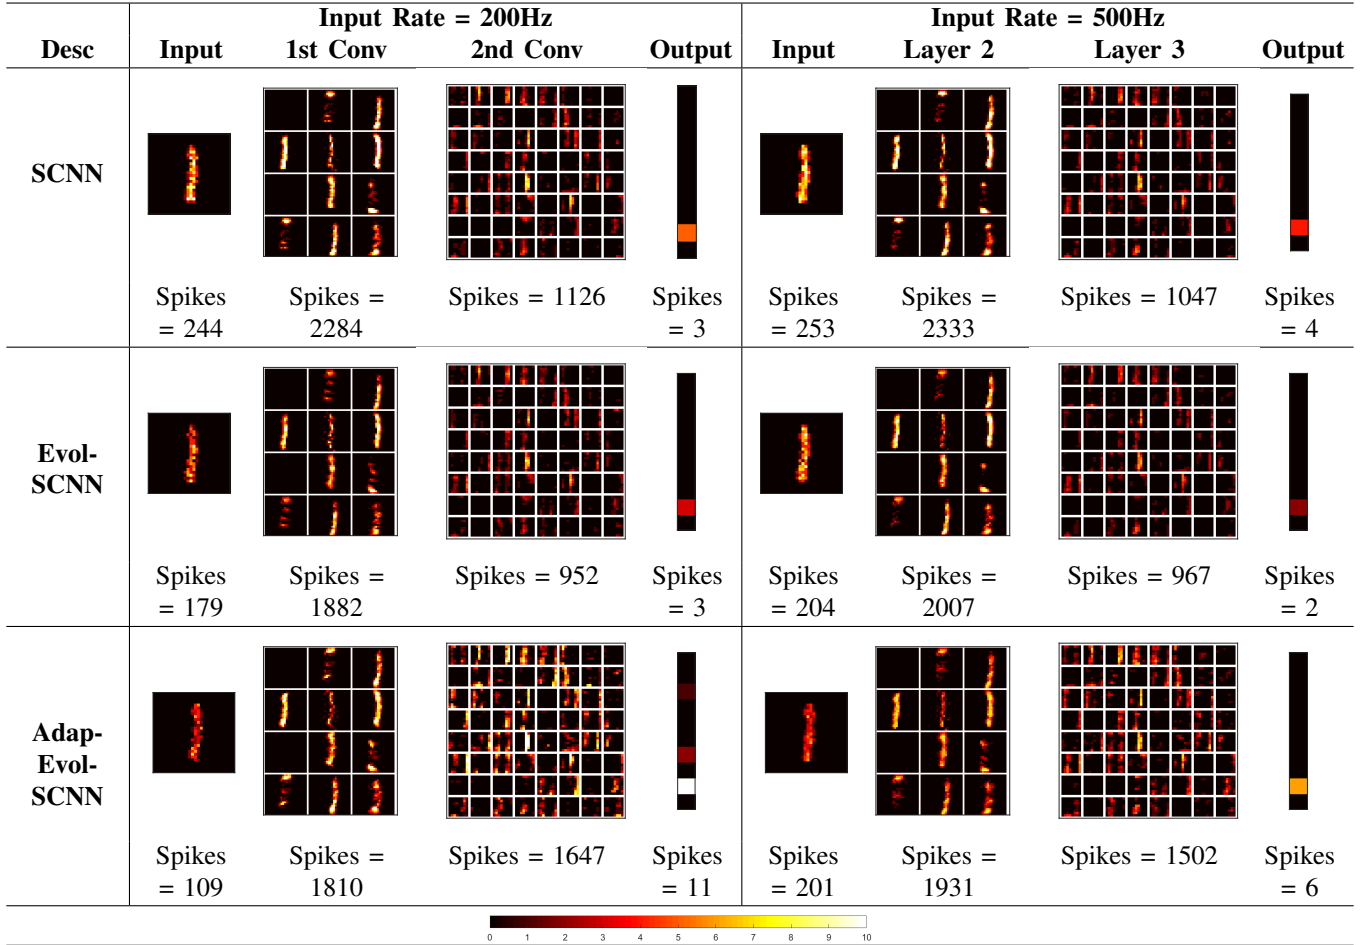 Input Rate = 200Hz Input Rate = 500Hz
Desc Input 1st Conv 2nd Conv Output Input Layer 2 Layer 3 Output
SCNN
Spikes Spikes = Spikes = 1126 Spikes Spikes Spikes = Spikes = 1047 Spikes
= 244 2284 = 3 = 253 2333 = 4
Evol-
SCNN
Spikes Spikes = Spikes = 952 Spikes Spikes Spikes = Spikes = 967 Spikes
= 179 1882 = 3 = 204 2007 = 2
Adap-
Evol-
SCNN
Spikes Spikes = Spikes = 1647 Spikes Spikes Spikes = Spikes = 1502 Spikes
= 109 1810 = 11 = 201 1931 = 6
0 1 2 3 4 5 6 7 8 9 10